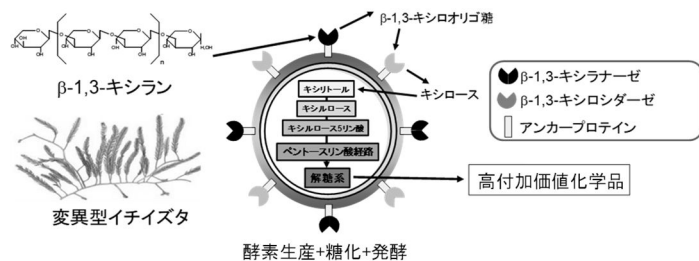 β-1,3-キシラン
変異型イチイズタ
β-1,3-キシロオリゴ糖
キシロース
キシリトール
キシルロース
キシルロース5リン酸
ペントースリン酸経路
解糖系
酵素生産+糖化+発酵
β-1,3-キシラナーゼ
β-1,3-キシロシダーゼ
アンカープロテイン
高付加価値化学品